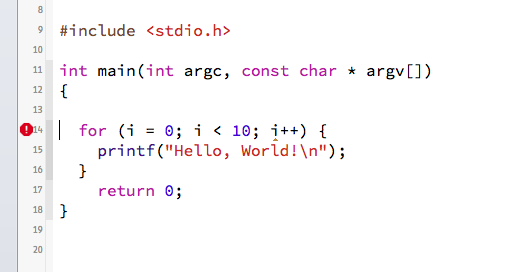 8
9 #include <stdio.h>
10
11 int main(int argc, const char * argv[])
12 {
13
14 for (i = 0; i < 10; i++) {
15 printf("Hello, World!\n");
16 }
17 return 0;
18 }
19
20